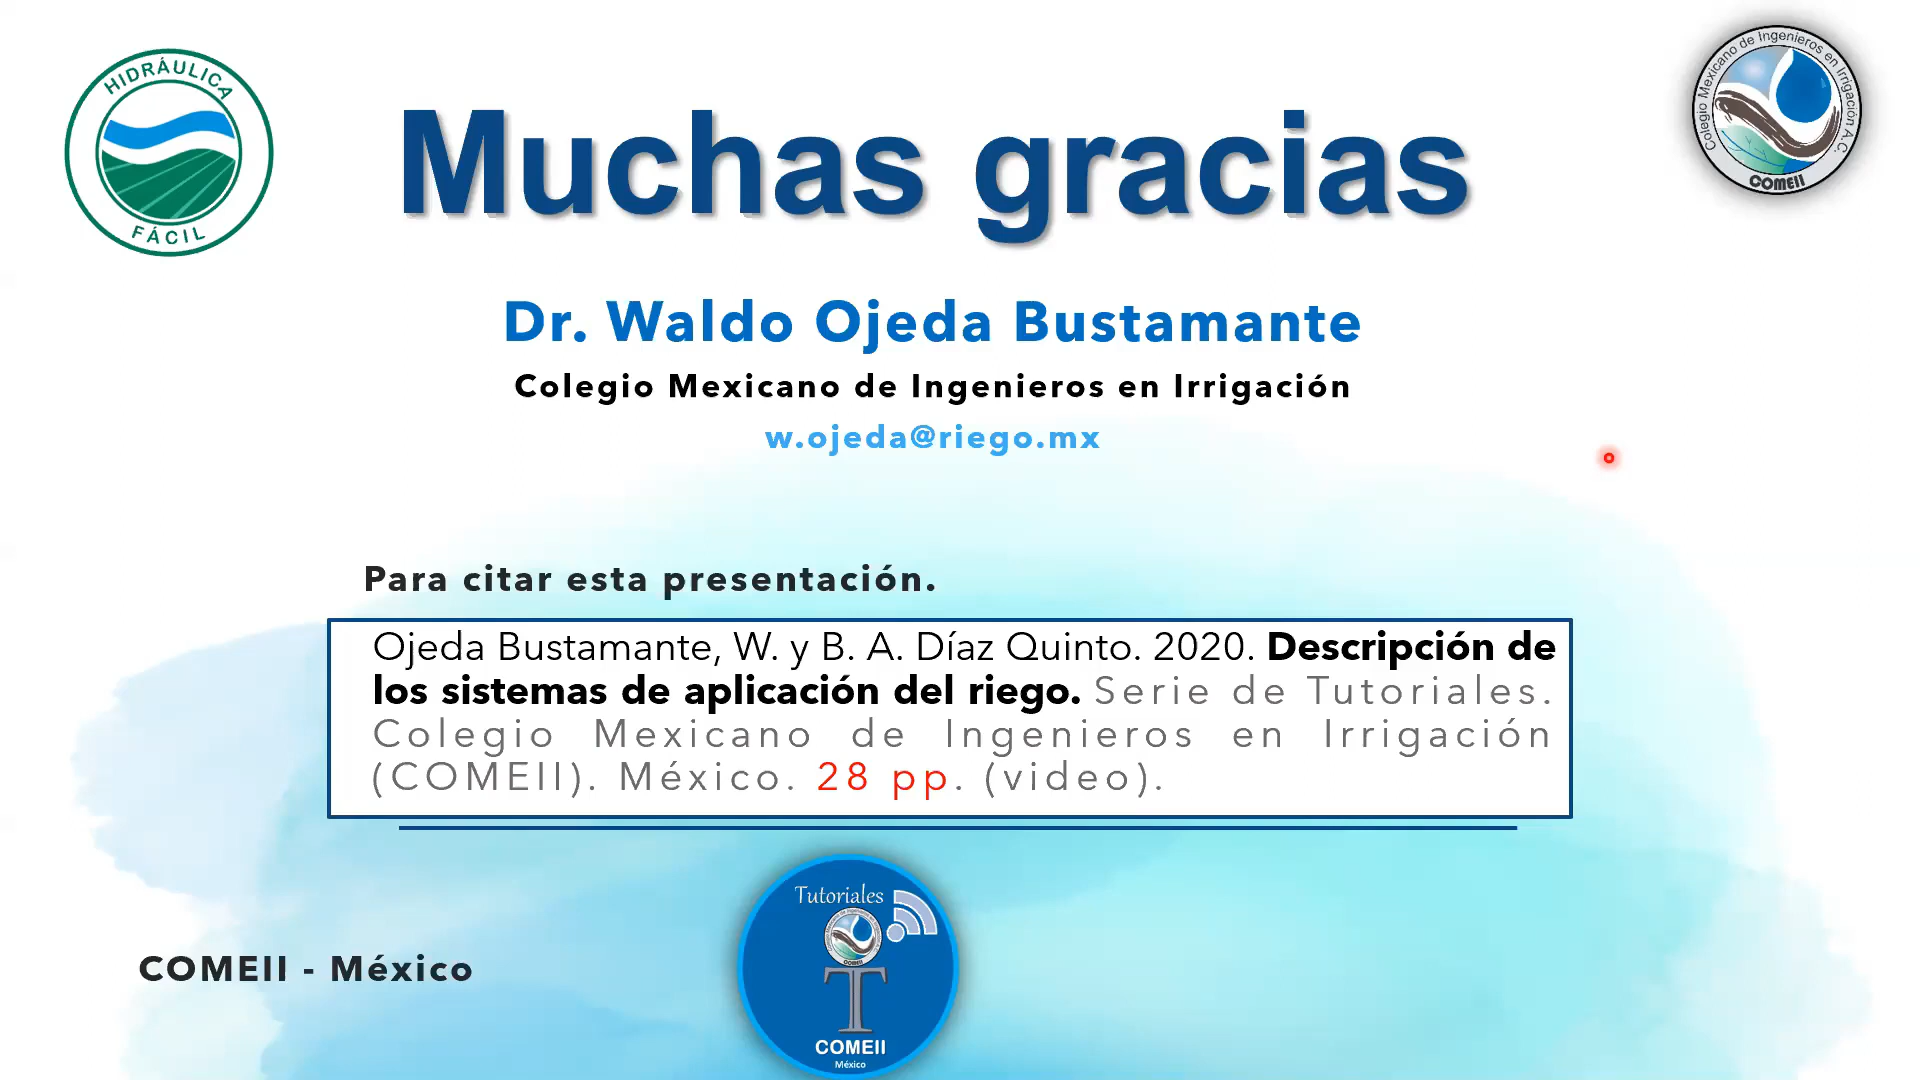 HIDRÁULICA
FÁCIL
Colegio Mexicano de Ingenieros en Irrigación A.C.
COMEII
Muchas gracias
Dr. Waldo Ojeda Bustamante
Colegio Mexicano de Ingenieros en Irrigación
w.ojeda@riego.mx
Para citar esta presentación.
Ojeda Bustamante, W. y B. A. Díaz Quinto. 2020. Descripción de
los sistemas de aplicación del riego. Serie de Tutoriales.
Colegio Mexicano de Ingenieros en Irrigación
(COMEII). México. 28 pp. (video).
Tutoriales
COMEII
T
COMEII
México
COMEII - México